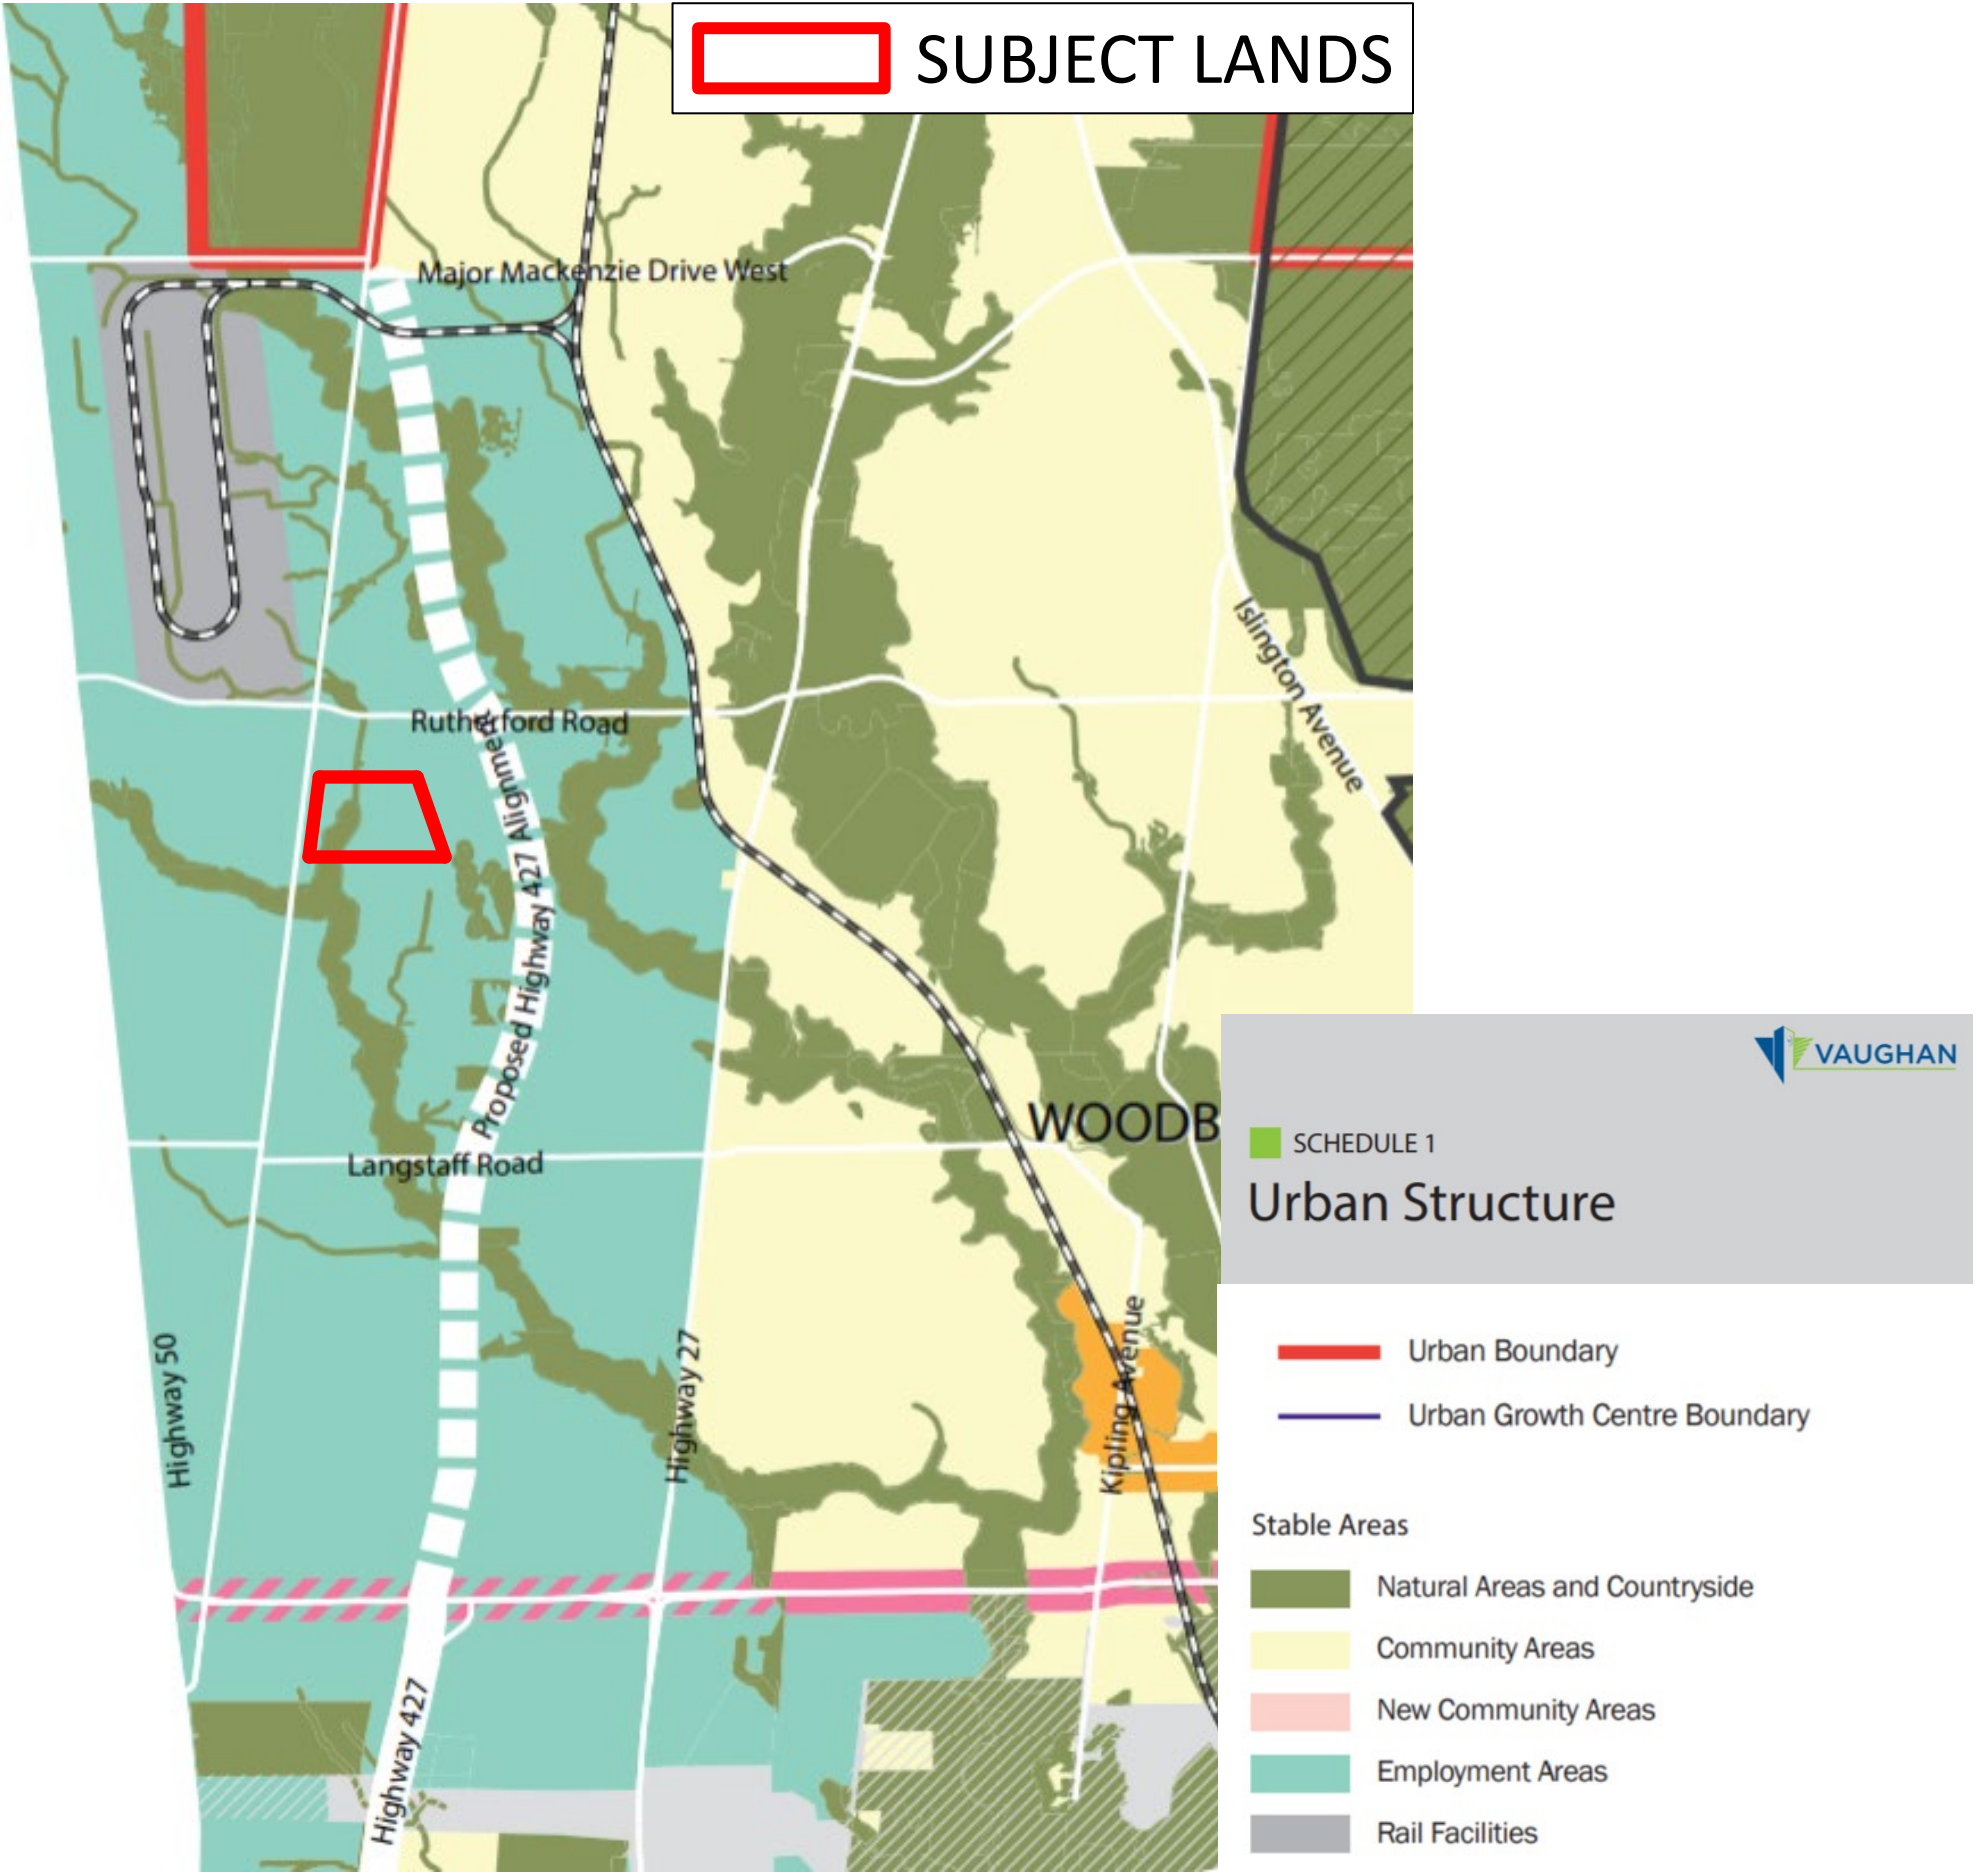 SUBJECT LANDS
Major Mackenzie Drive West
Islington Avenue
Rutherford Road
Proposed Highway 427 Alignment
WOODB
Langstaff Road
Highway 50
Highway 27
Kipling Avenue
Highway 427
VAUGHAN
SCHEDULE 1
Urban Structure
Urban Boundary
Urban Growth Centre Boundary
Stable Areas
Natural Areas and Countryside
Community Areas
New Community Areas
Employment Areas
Rail Facilities